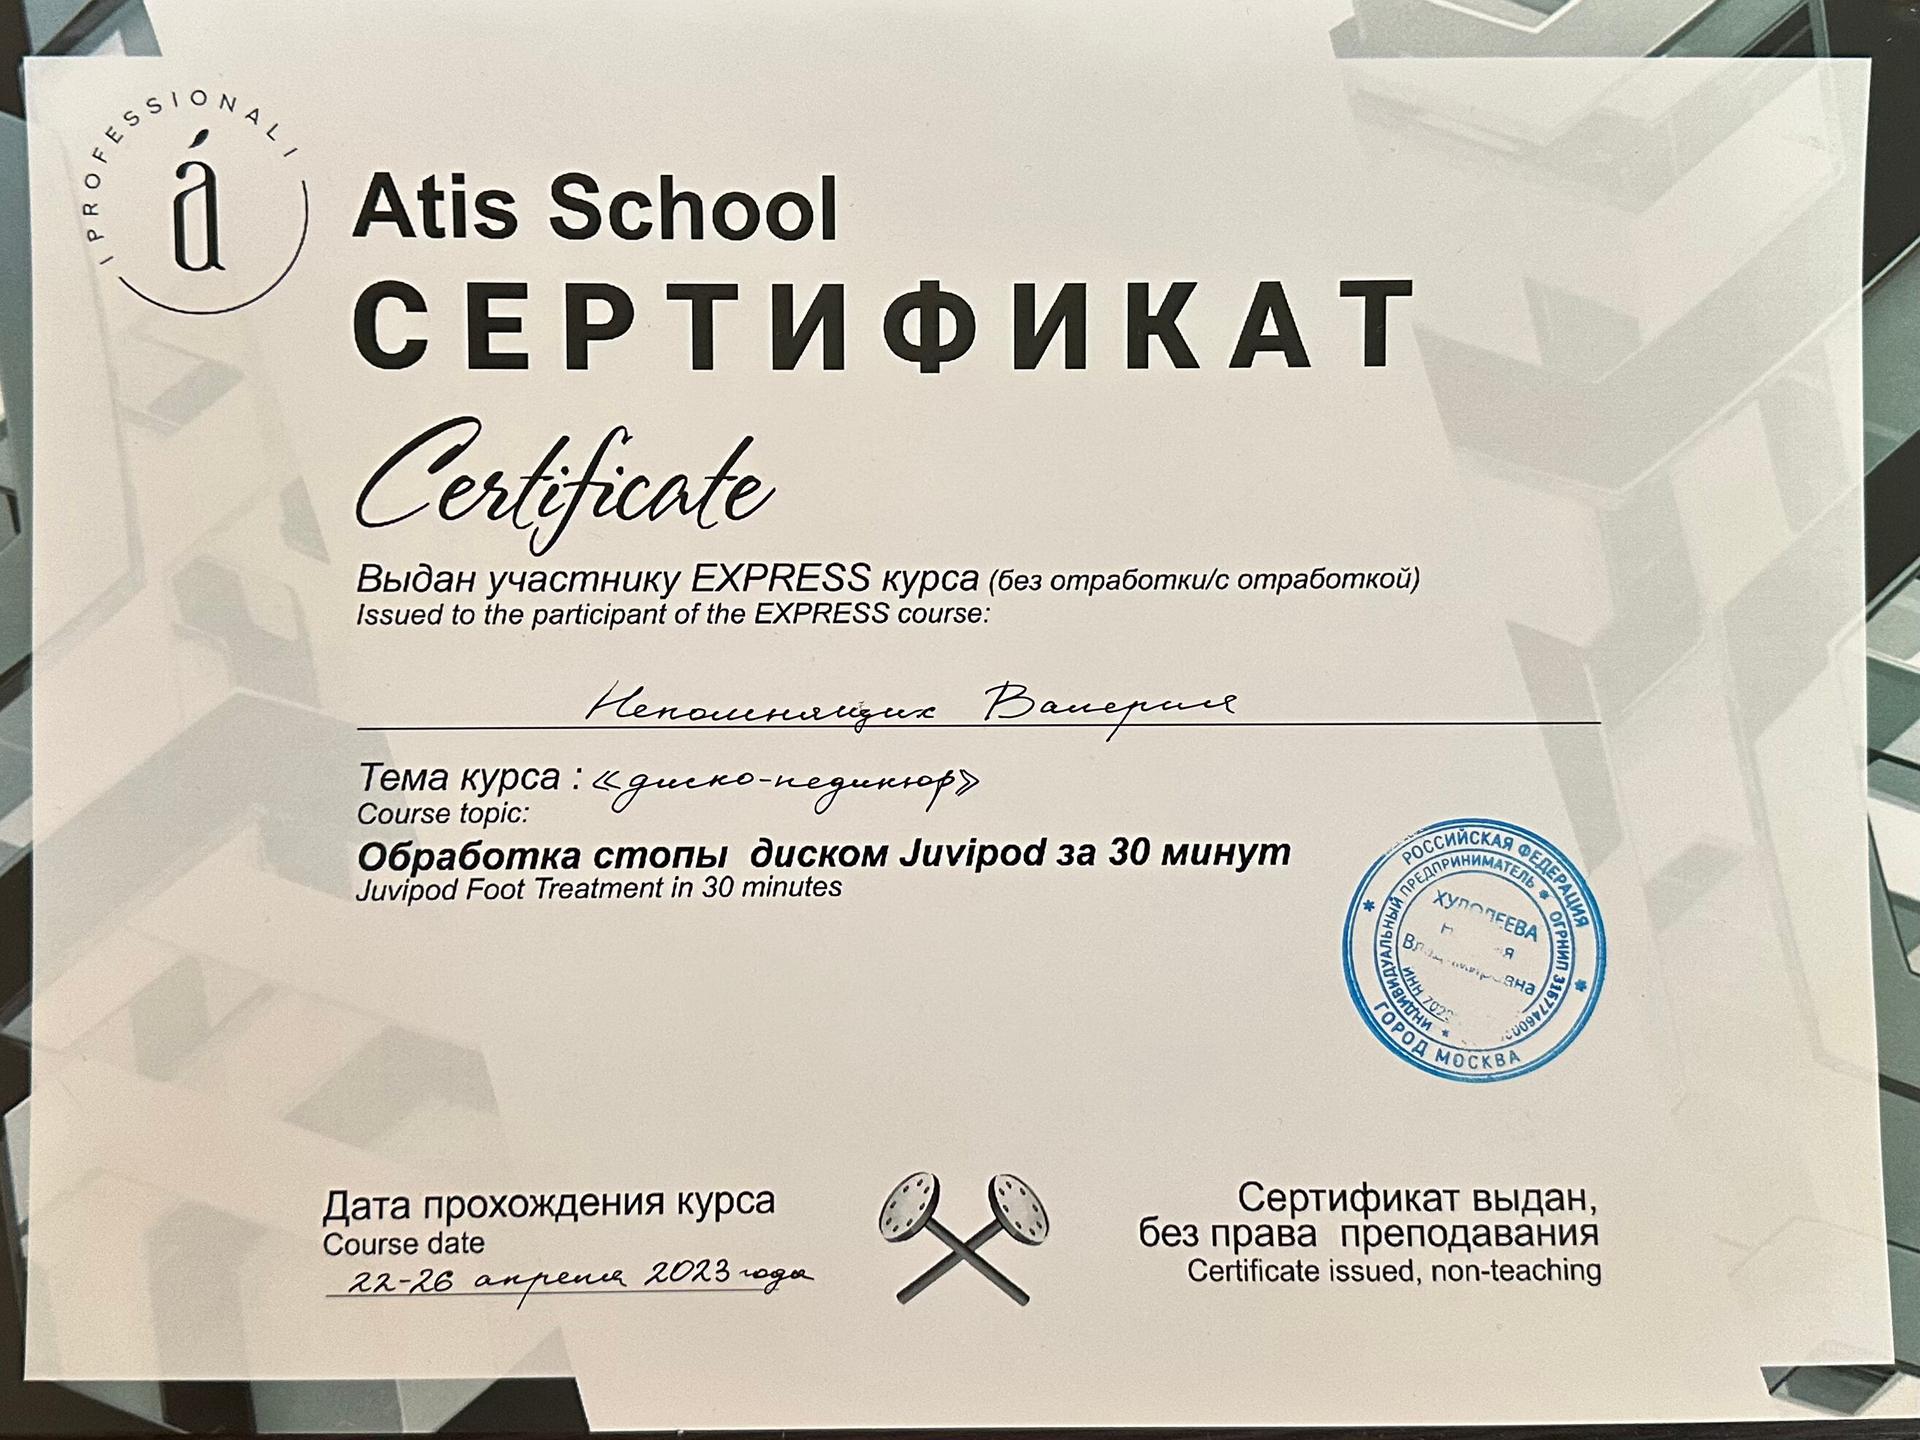 I PROFESSIONAL I
á
Atis School
СЕРТИФИКАТ
Certificate
Выдан участнику EXPRESS курса (без отработки/с отработкой)
Issued to the participant of the EXPRESS course:
Непомнящих Валерия
Тема курса : «диско-педикюр»
Course topic:
Обработка стопы диском Juvipod за 30 минут
Juvipod Foot Treatment in 30 minutes
РОССИЙСКАЯ ФЕДЕРАЦИЯ
ИНДИВИДУАЛЬНЫЙ ПРЕДПРИНИМАТЕЛЬ * ОГРНИП
ИНН
ГОРОД МОСКВА
Дата прохождения курса
Course date
22-26 апреля 2023 года
Сертификат выдан,
без права преподавания
Certificate issued, non-teaching